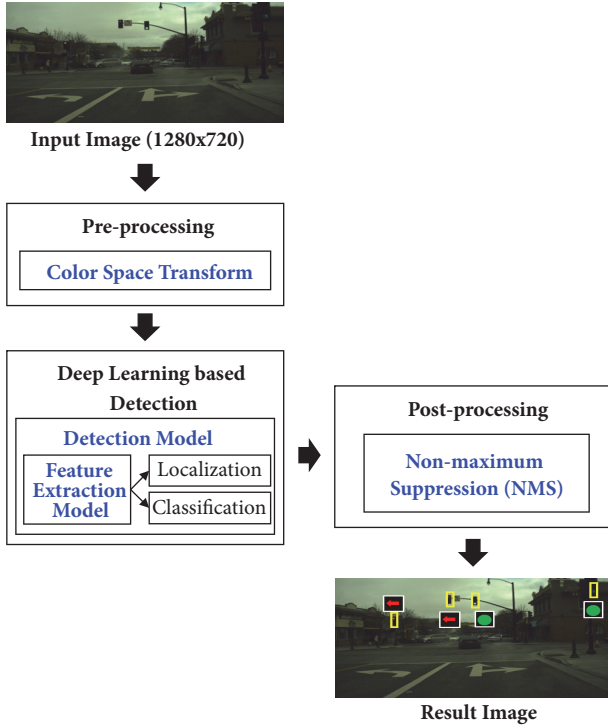 Input Image (1280x720)
Pre-processing
Color Space Transform
Deep Learning based
Detection
Detection Model
Feature
Extraction
Model
Localization
Classification
Post-processing
Non-maximum
Suppression (NMS)
Result Image